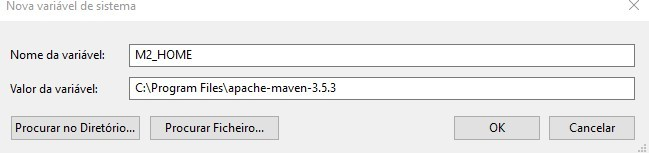 Nova variável de sistema
Nome da variável: M2_HOME
Valor da variável: C:\Program Files\apache-maven-3.5.3
Procurar no Diretório... Procurar Ficheiro... OK Cancelar